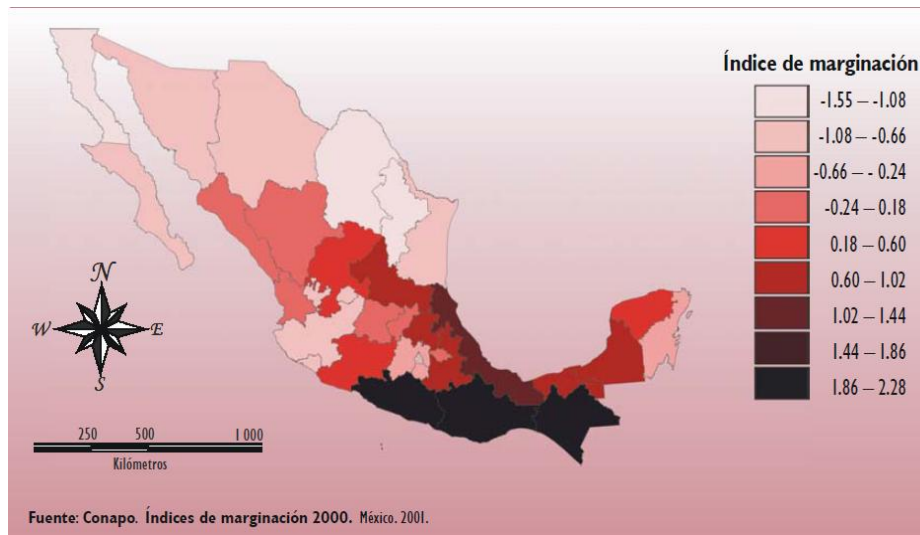 Índice de marginación
-1.55 – -1.08
-1.08 – -0.66
-0.66 – - 0.24
-0.24 – 0.18
0.18 – 0.60
0.60 – 1.02
1.02 – 1.44
1.44 – 1.86
1.86 – 2.28
N
W E
S
250 500 1 000
Kilómetros
Fuente: Conapo. Índices de marginación 2000. México. 2001.